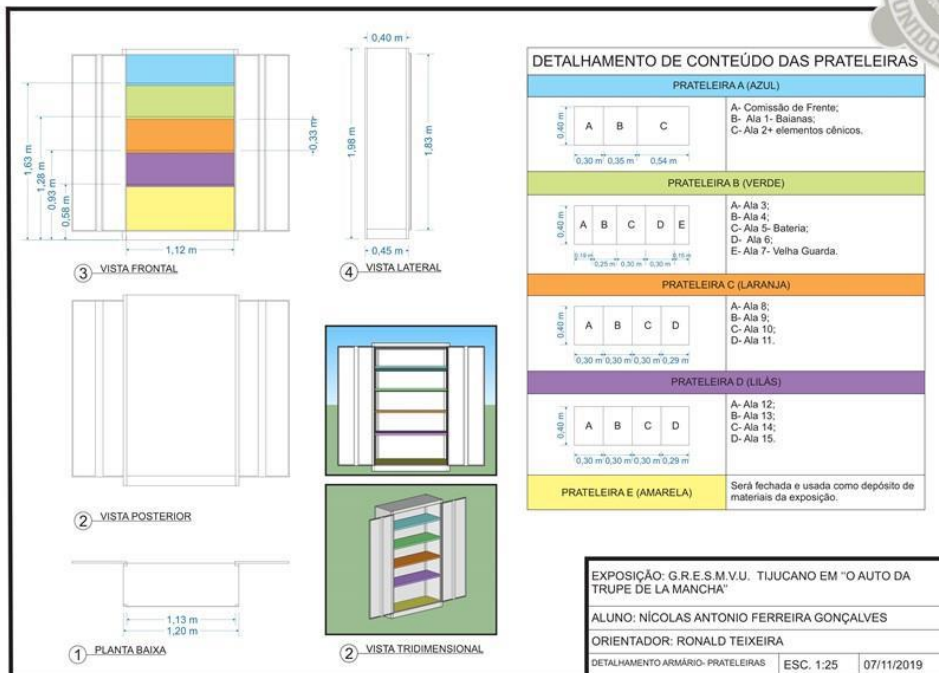 UNIDO
0,40 m
1,63 m
1,28 m
0,93 m
0,58 m
0,33 m
1,12 m
3 VISTA FRONTAL
1,98 m
1,83 m
0,45 m
4 VISTA LATERAL
2 VISTA POSTERIOR
1,13 m
1,20 m
1 PLANTA BAIXA
2 VISTA TRIDIMENSIONAL
DETALHAMENTO DE CONTEÚDO DAS PRATELEIRAS
PRATELEIRA A (AZUL)
0,40 m
A B C
0,30 m 0,35 m 0,54 m
A- Comissão de Frente;
B- Ala 1- Baianas;
C- Ala 2+ elementos cênicos.
PRATELEIRA B (VERDE)
0,40 m
A B C D E
0,19 m 0,25 m 0,30 m 0,30 m 0,15 m
A- Ala 3;
B- Ala 4;
C- Ala 5- Bateria;
D- Ala 6;
E- Ala 7- Velha Guarda.
PRATELEIRA C (LARANJA)
0,40 m
A B C D
0,30 m 0,30 m 0,30 m 0,29 m
A- Ala 8;
B- Ala 9;
C- Ala 10;
D- Ala 11.
PRATELEIRA D (LILÁS)
0,40 m
A B C D
0,30 m 0,30 m 0,30 m 0,29 m
A- Ala 12;
B- Ala 13;
C- Ala 14;
D- Ala 15.
PRATELEIRA E (AMARELA)
Será fechada e usada como depósito de
materiais da exposição.
EXPOSIÇÃO: G.R.E.S.M.V.U. TIJUCANO EM "O AUTO DA
TRUPE DE LA MANCHA"
ALUNO: NÍCOLAS ANTONIO FERREIRA GONÇALVES
ORIENTADOR: RONALD TEIXEIRA
DETALHAMENTO ARMÁRIO- PRATELEIRAS ESC. 1:25 07/11/2019